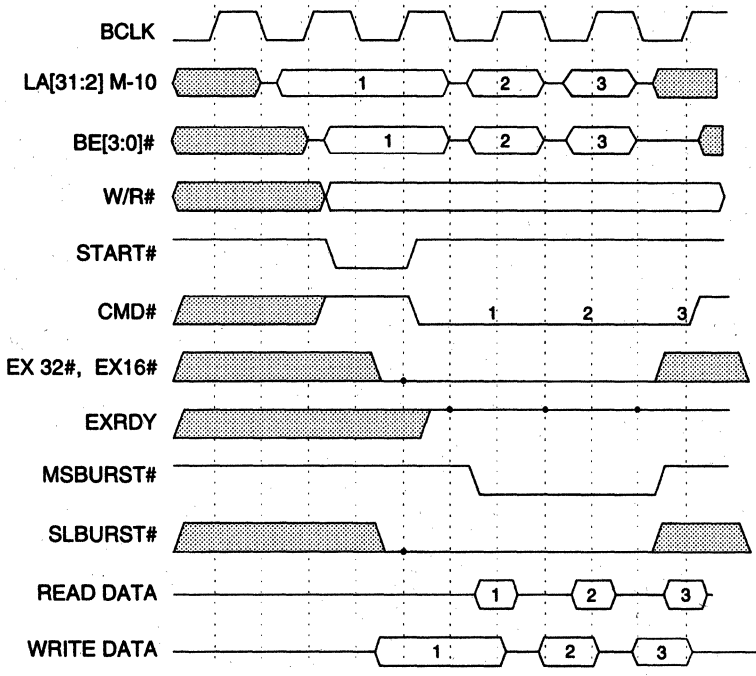 BCLK
LA[31:2] M-10 1 2 3
BE[3:0]# 1 2 3
W/R#
START#
CMD# 1 2 3
EX 32#, EX16#
EXRDY
MSBURST#
SLBURST#
READ DATA 1 2 3
WRITE DATA 1 2 3